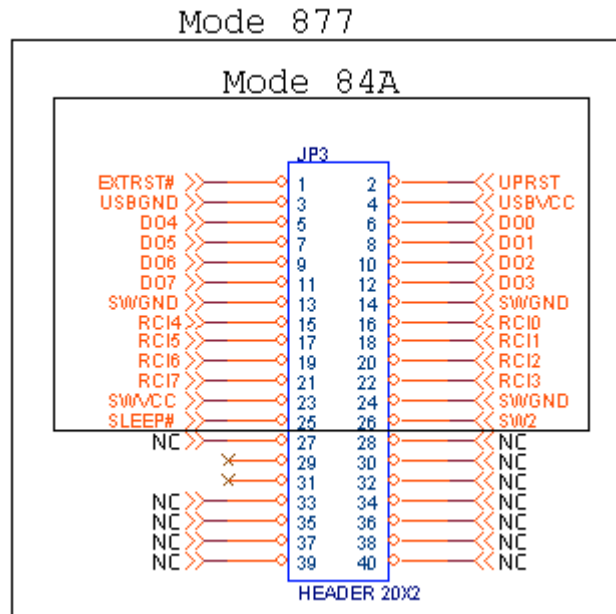 Mode 877
Mode 84A
JP3
EXTRST# 1 2 UPRST
USBGND 3 4 USBVCC
DO4 5 6 DO0
DO5 7 8 DO1
DO6 9 10 DO2
DO7 11 12 DO3
SWGND 13 14 SWGND
RCI4 15 16 RCI0
RCI5 17 18 RCI1
RCI6 19 20 RCI2
RCI7 21 22 RCI3
SWVCC 23 24 SWGND
SLEEP# 25 26 SW2
NC 27 28 NC
29 30 NC
31 32 NC
NC 33 34 NC
NC 35 36 NC
NC 37 38 NC
NC 39 40 NC
HEADER 20X2